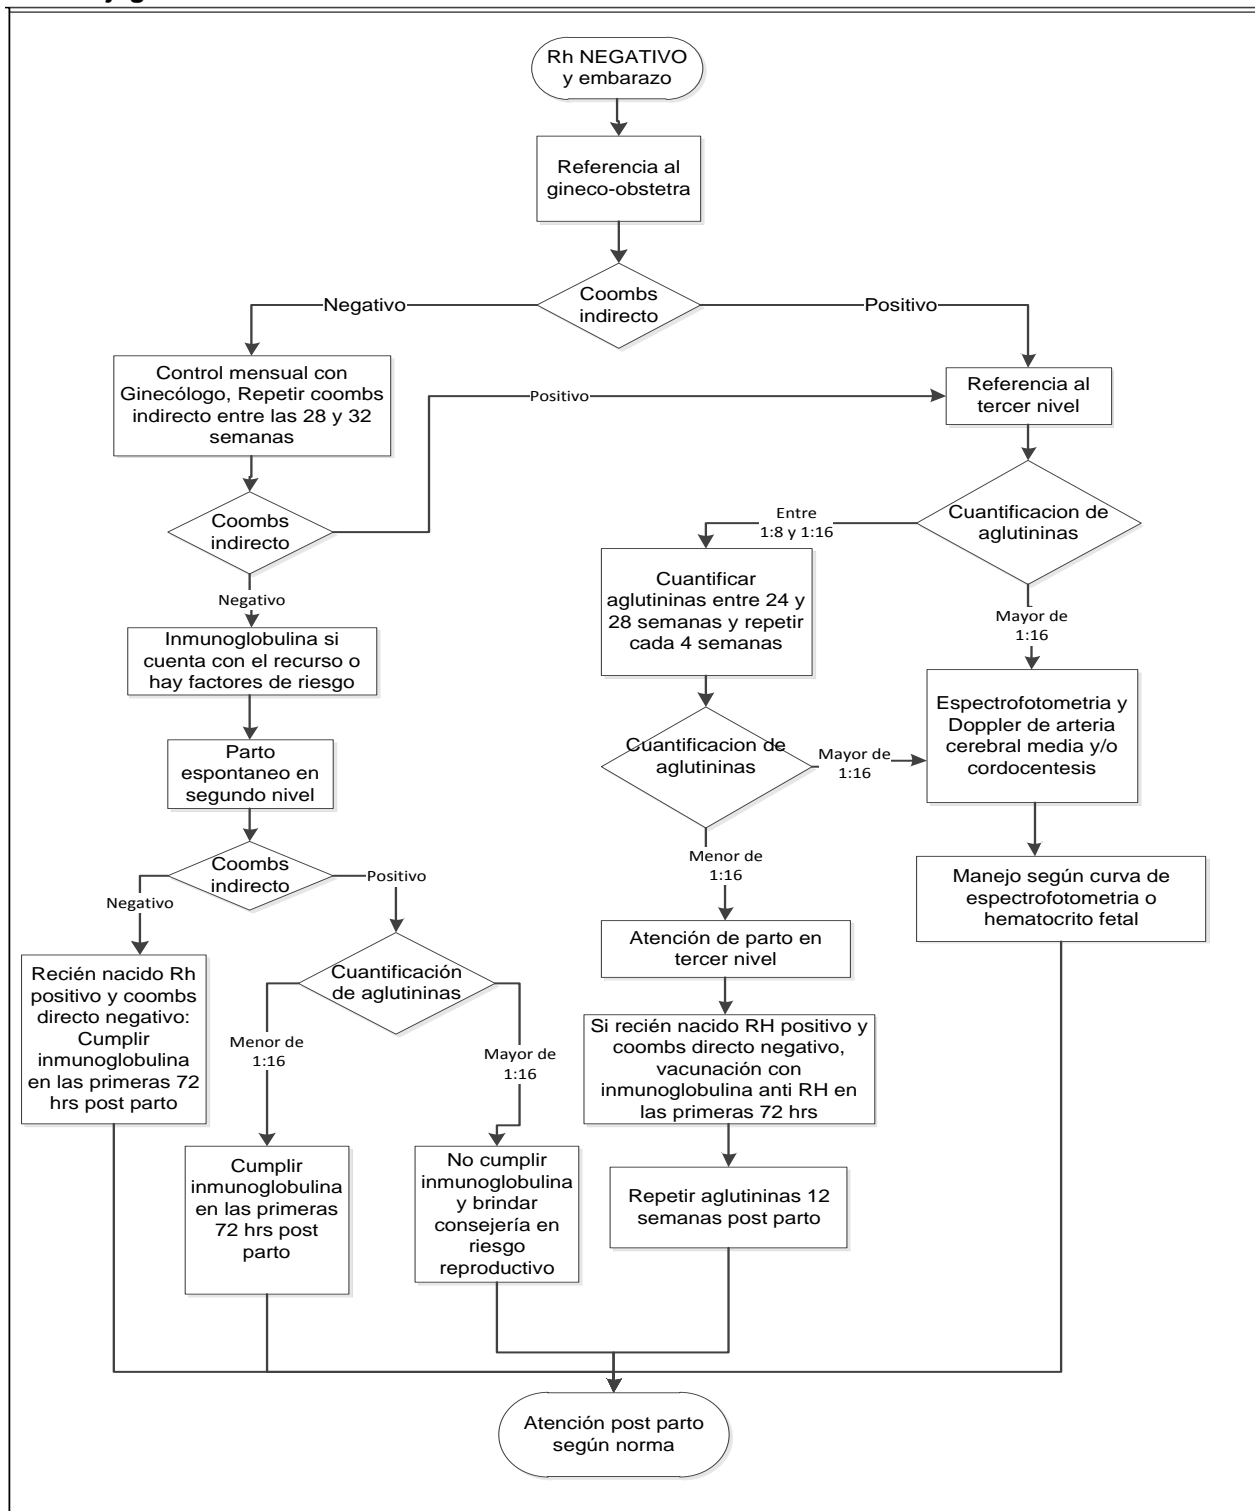 Rh NEGATIVO
y embarazo
Referencia al
gineco-obstetra
Coombs
indirecto
Negativo
Positivo
Control mensual con
Ginecólogo, Repetir coombs
indirecto entre las 28 y 32
semanas
Positivo
Referencia al
tercer nivel
Coombs
indirecto
Entre
1:8 y 1:16
Cuantificacion de
aglutininas
Negativo
Cuantificar
aglutininas entre 24 y
28 semanas y repetir
cada 4 semanas
Mayor de
1:16
Inmunoglobulina si
cuenta con el recurso o
hay factores de riesgo
Espectrofotometria y
Doppler de arteria
cerebral media y/o
cordocentesis
Cuantificacion de
aglutininas
Mayor de
1:16
Parto
espontaneo en
segundo nivel
Menor de
1:16
Coombs
indirecto
Negativo
Positivo
Manejo según curva de
espectrofotometria o
hematocrito fetal
Atención de parto en
tercer nivel
Recién nacido Rh
positivo y coombs
directo negativo:
Cumplir
inmunoglobulina
en las primeras 72
hrs post parto
Cuantificación
de aglutininas
Menor de
1:16
Mayor de
1:16
Si recién nacido RH positivo y
coombs directo negativo,
vacunación con
inmunoglobulina anti RH en
las primeras 72 hrs
Cumplir
inmunoglobulina
en las primeras
72 hrs post
parto
No cumplir
inmunoglobulina
y brindar
consejería en
riesgo
reproductivo
Repetir aglutininas 12
semanas post parto
Atención post parto
según norma